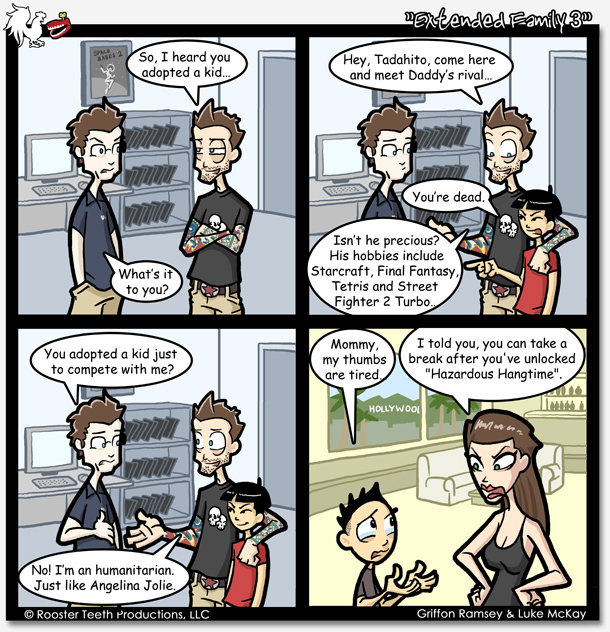 "Extended Family 3"
SPACE
BABES 2
So, I heard you
adopted a kid...
What's it
to you?
Hey, Tadahito, come here
and meet Daddy's rival...
You're dead.
Isn't he precious?
His hobbies include
Starcraft, Final Fantasy,
Tetris and Street
Fighter 2 Turbo...
You adopted a kid just
to compete with me?
No! I'm an humanitarian.
Just like Angelina Jolie.
Mommy,
my thumbs
are tired.
I told you, you can take a
break after you've unlocked
"Hazardous Hangtime".
HOLLYWOO
© Rooster Teeth Productions, LLC
Griffon Ramsey & Luke McKay